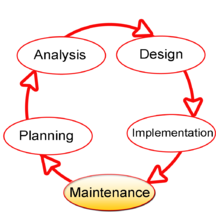 Analysis
Design
Planning
Implementation
Maintenance